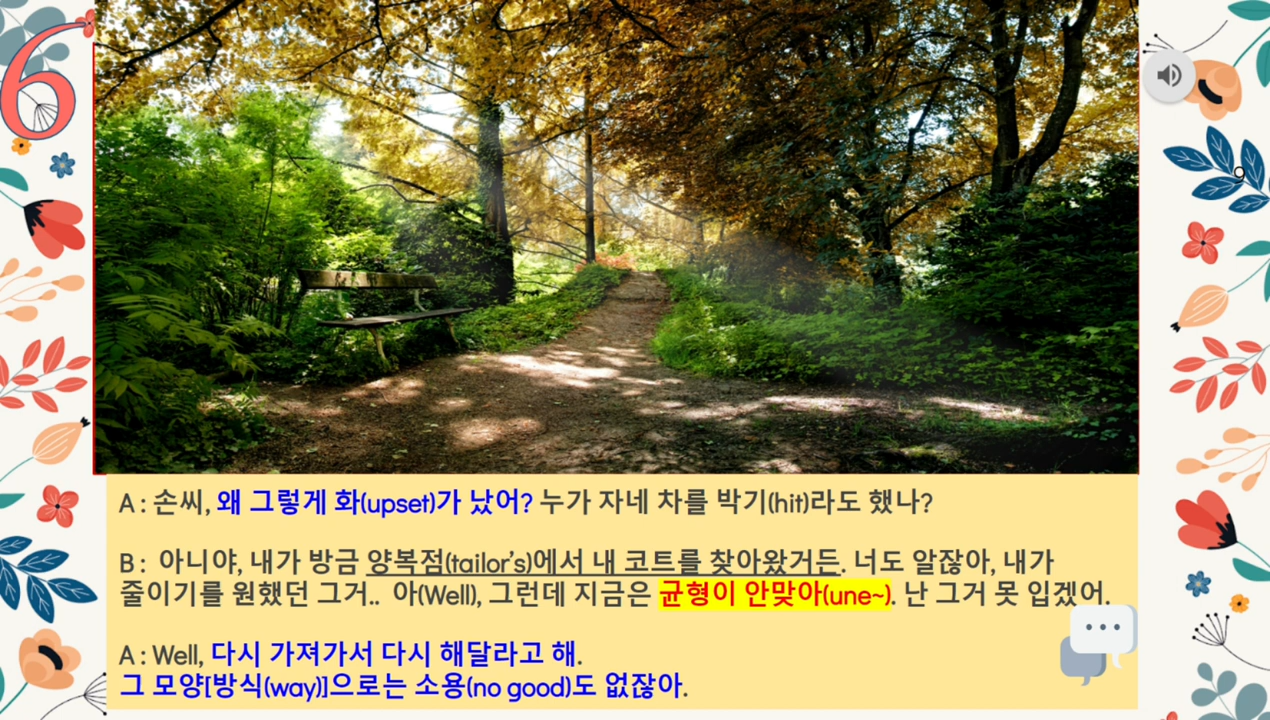 6
9
A : 손씨, 왜 그렇게 화(upset)가 났어? 누가 자네 차를 박기(hit)라도 했나?
B : 아니야, 내가 방금 양복점(tailor's)에서 내 코트를 찾아왔거든. 너도 알잖아, 내가
줄이기를 원했던 그거.. 아(Well), 그런데 지금은 균형이 안맞아(une~). 난 그거 못 입겠어.
A : Well, 다시 가져가서 다시 해달라고 해.
그 모양[방식(way)]으로는 소용(no good)도 없잖아.